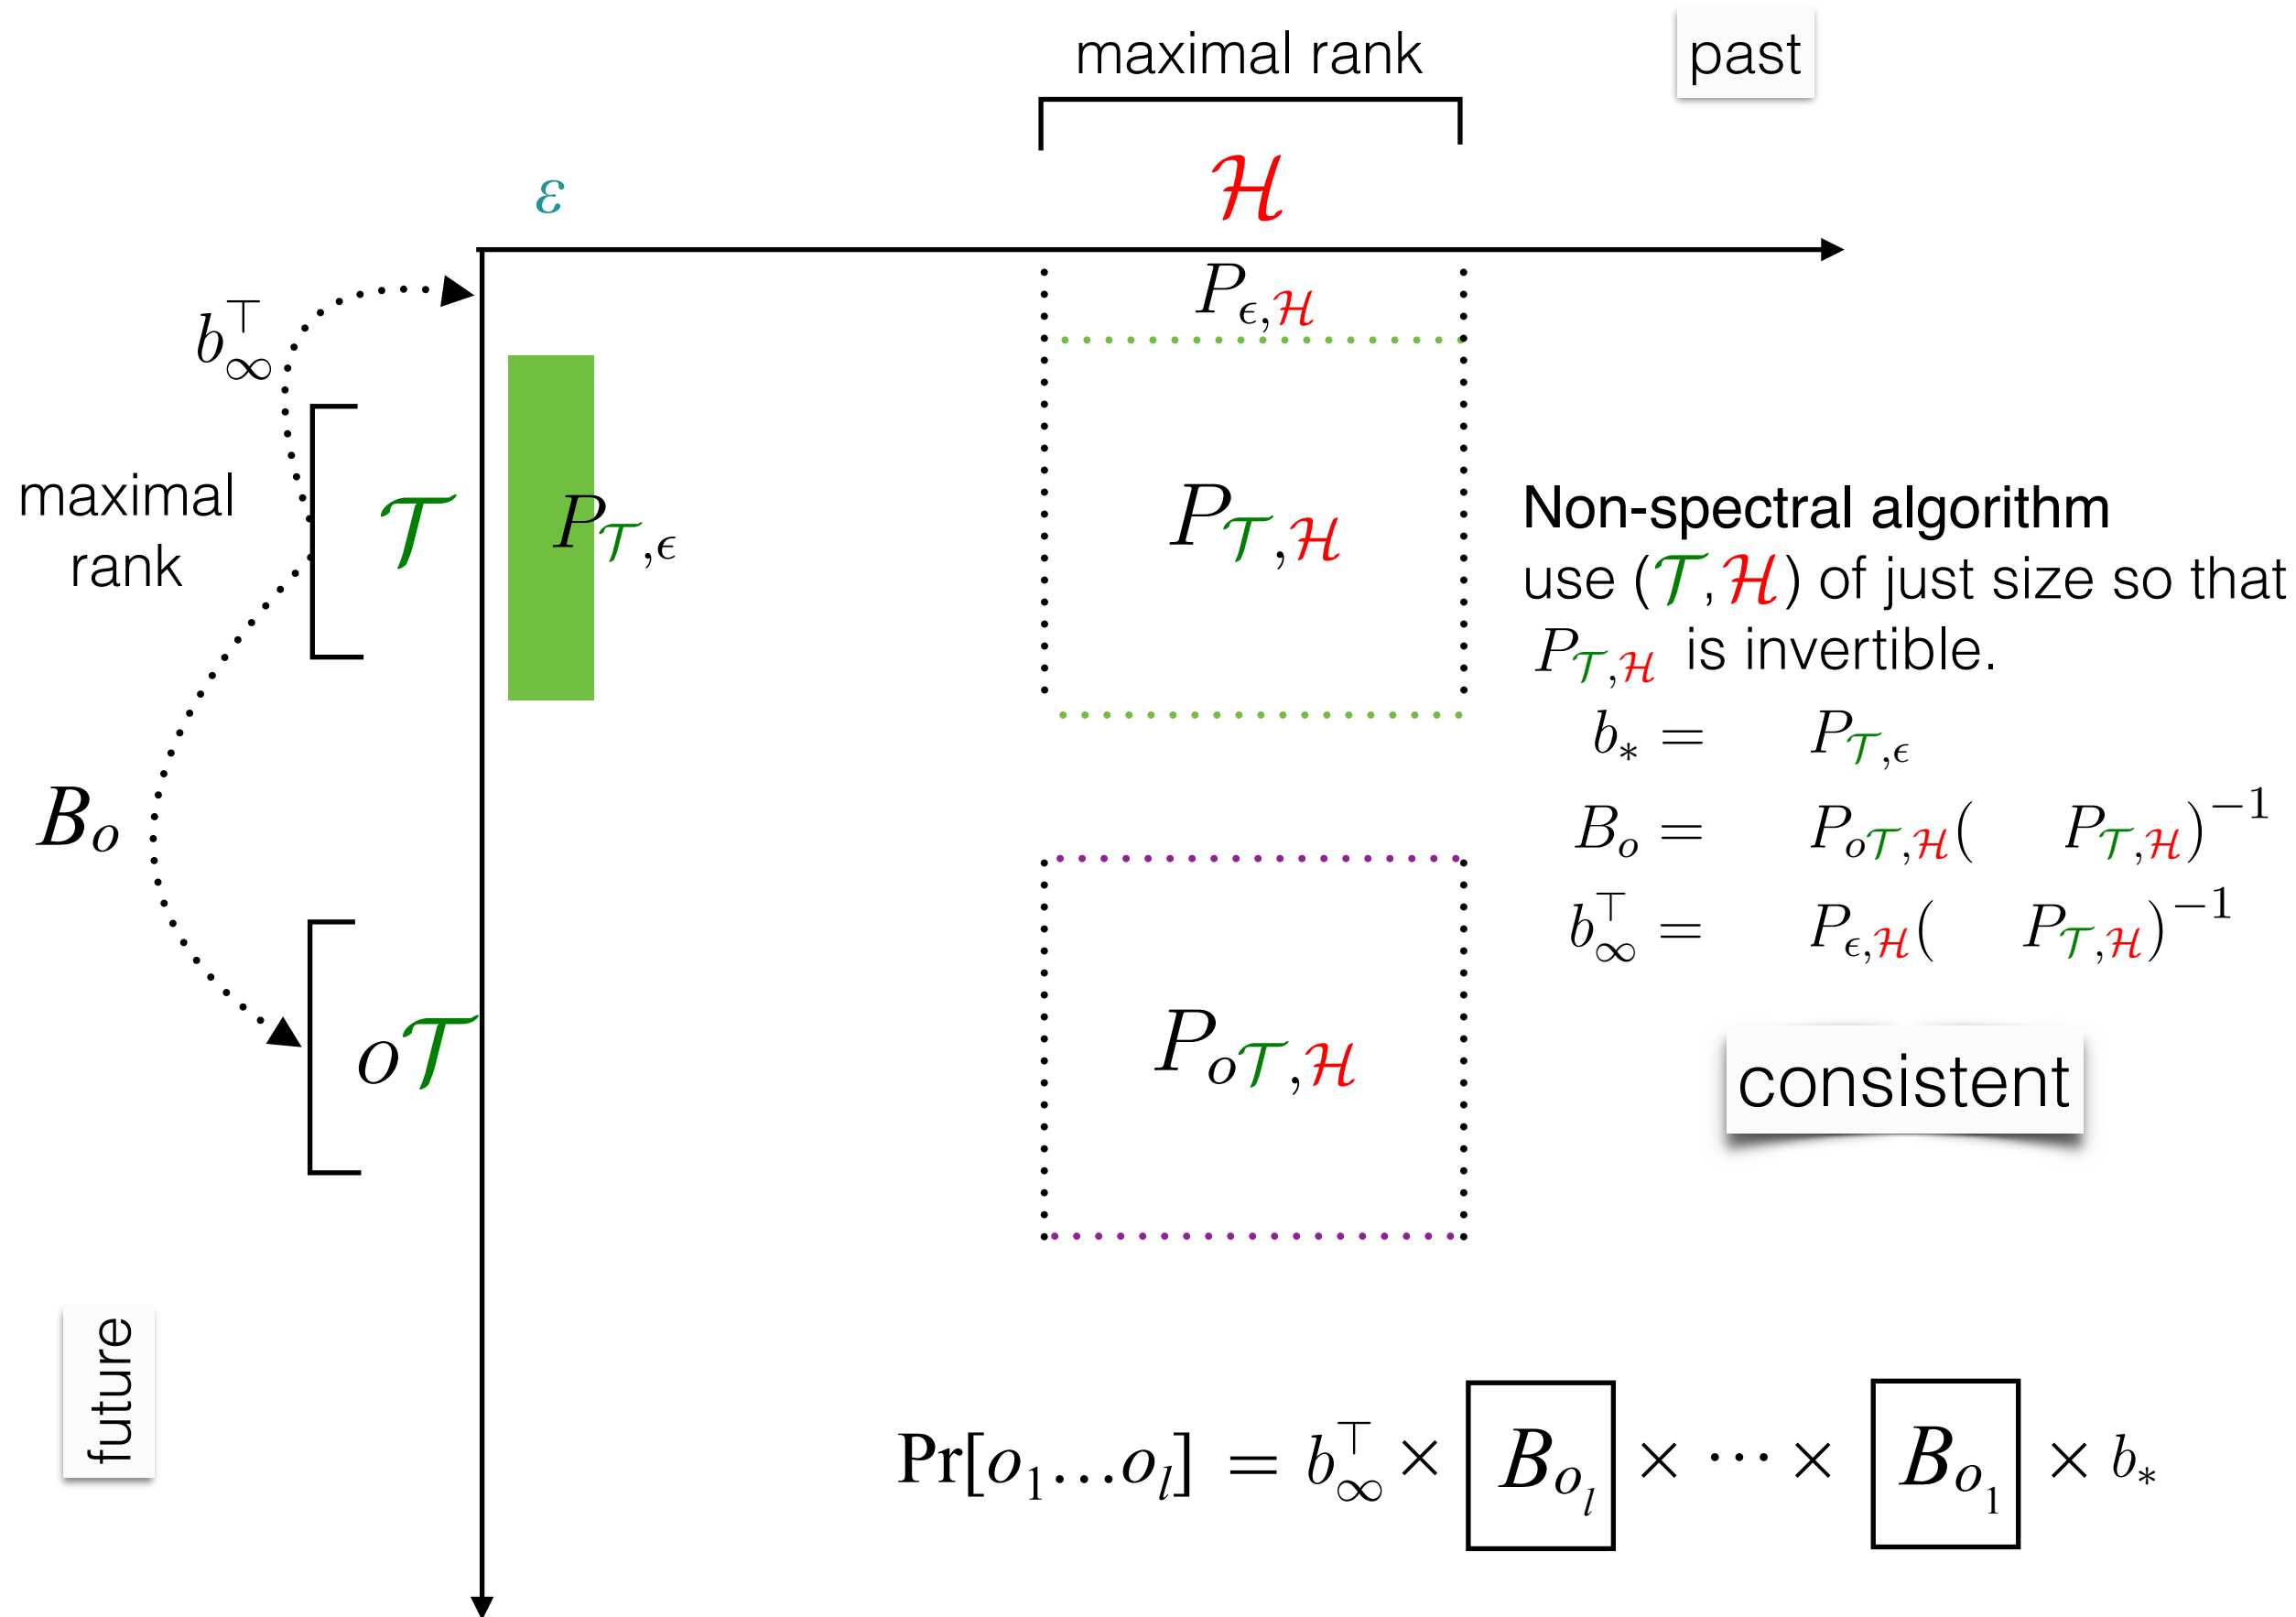 maximal rank
past
ε
ℋ
P_{ϵ,ℋ}
b_∞^⊤
maximal
rank
𝒯
P_{𝒯,ϵ}
P_{𝒯,ℋ}
Non-spectral algorithm
use (𝒯, ℋ) of just size so that
P_{𝒯,ℋ} is invertible.
b_* = P_{𝒯,ϵ}
B_o = P_{o𝒯,ℋ}( P_{𝒯,ℋ})^{-1}
b_∞^⊤ = P_{ϵ,ℋ}( P_{𝒯,ℋ})^{-1}
B_o
o𝒯
P_{o𝒯,ℋ}
consistent
future
Pr[o_1…o_l] = b_∞^⊤ × B_{o_l} × ⋯ × B_{o_1} × b_*